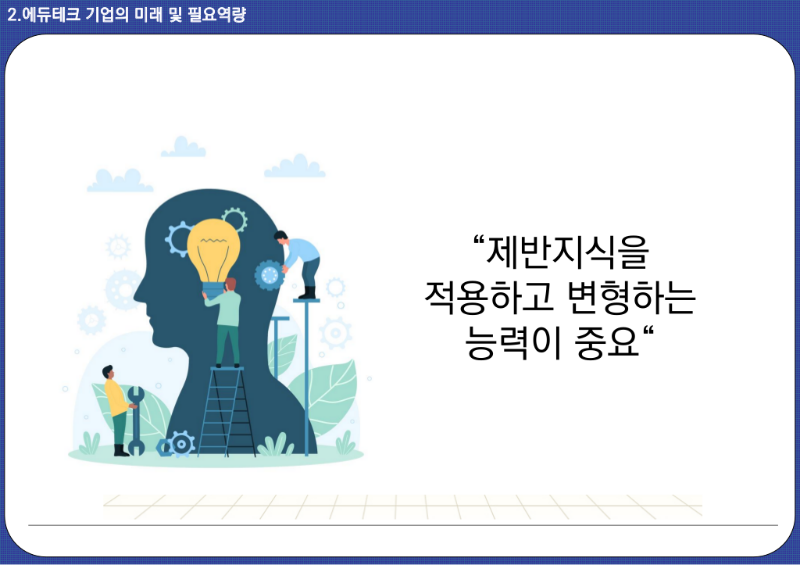 2.에듀테크 기업의 미래 및 필요역량
“제반지식을
적용하고 변형하는
능력이 중요“